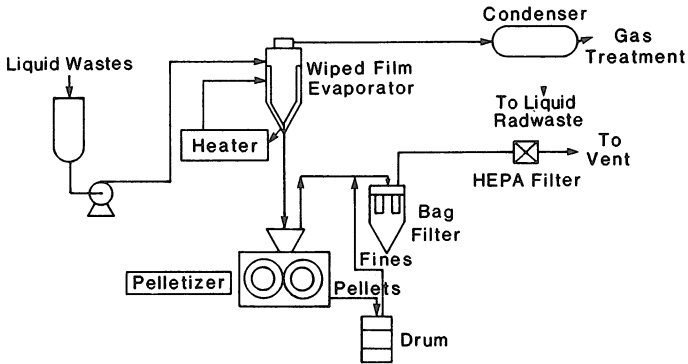 Condenser
Gas
Treatment
Liquid Wastes
Wiped Film
Evaporator
To Liquid
Radwaste
Heater
To
Vent
HEPA Filter
Bag
Filter
Fines
Pelletizer
Pellets
Drum